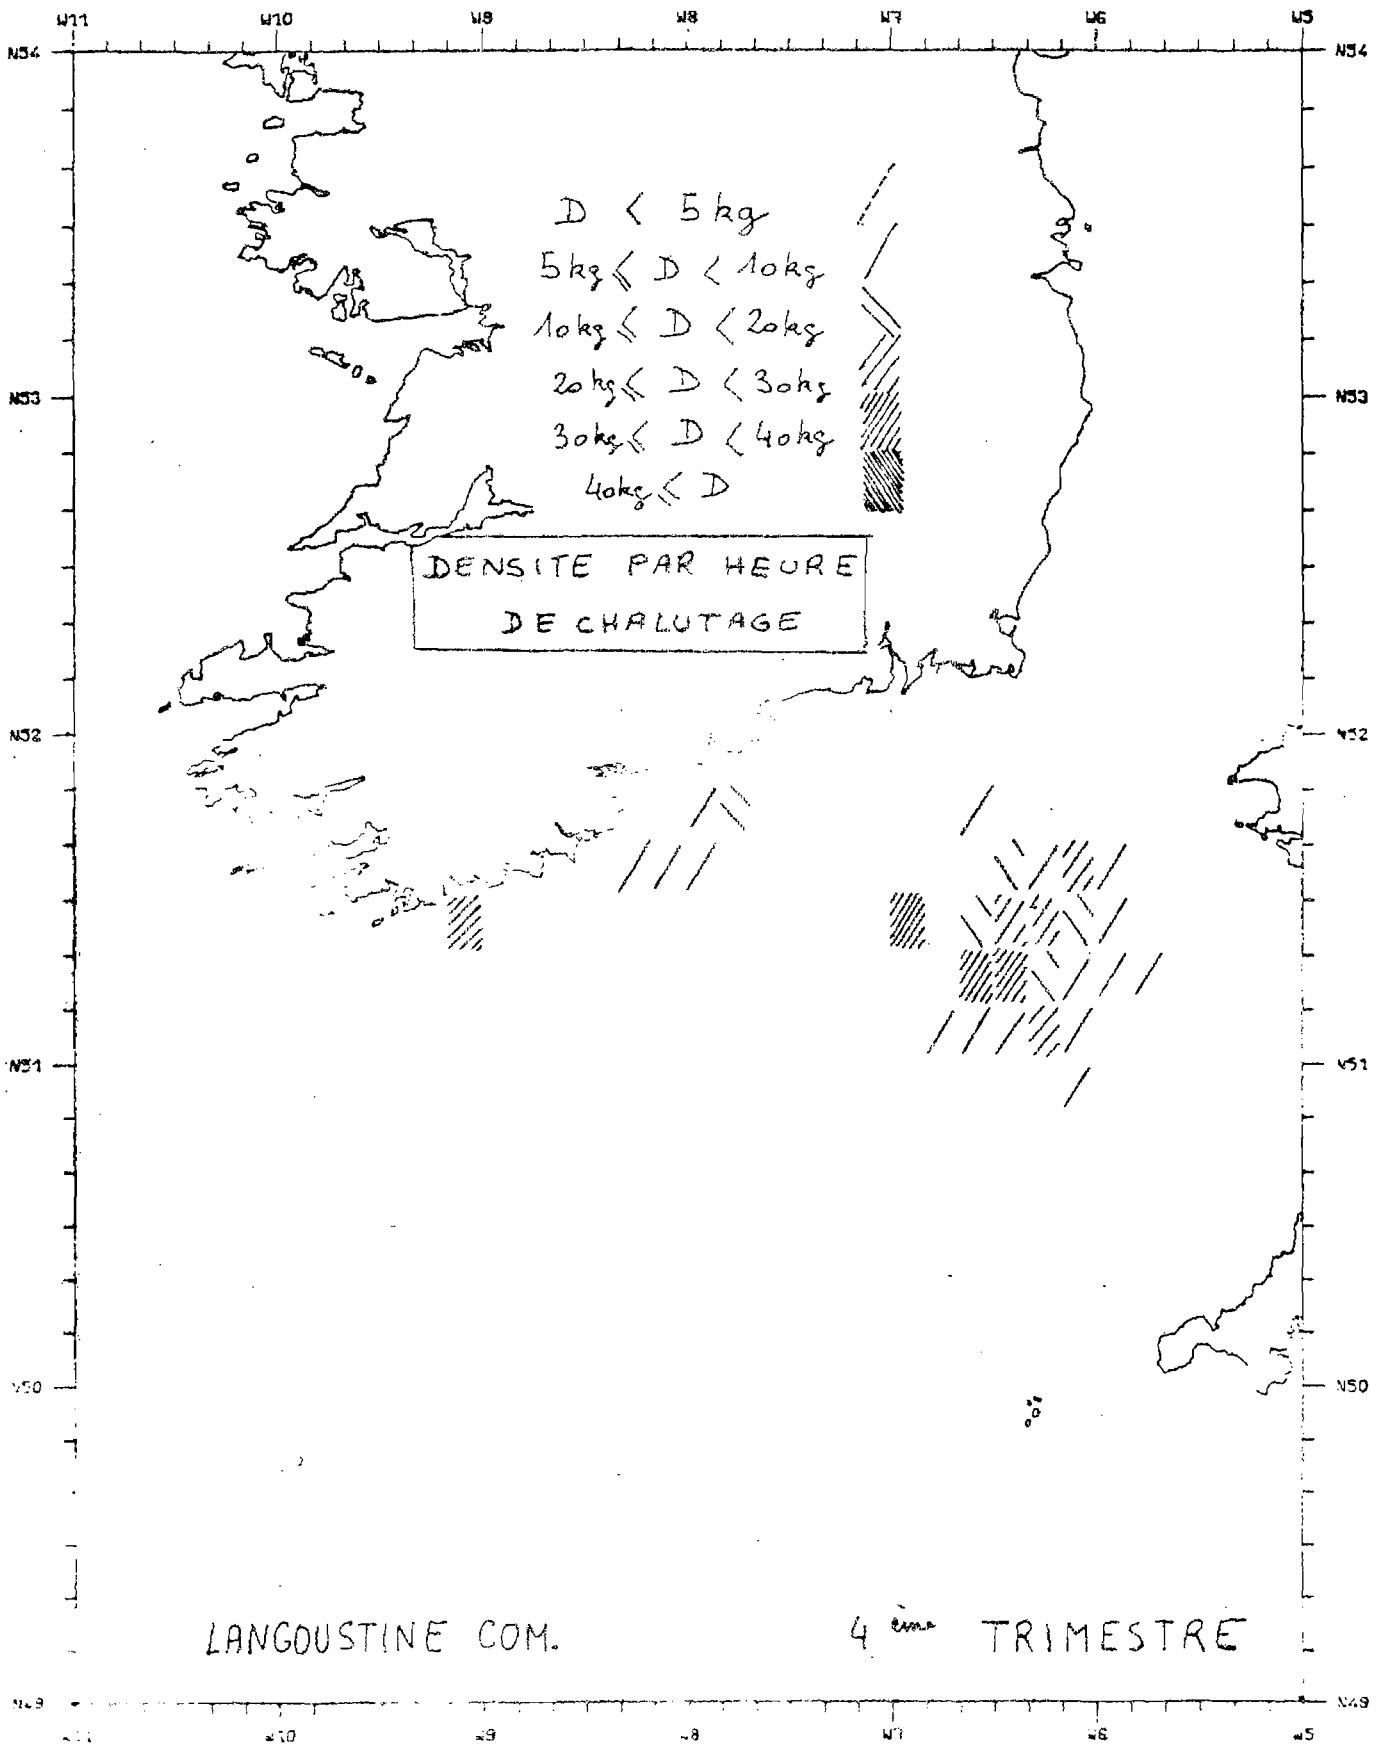 W11 W10 W9 W8 W7 W6 W5
N54 N54
D < 5kg
5kg ≤ D < 10kg
10kg ≤ D < 20kg
20kg ≤ D < 30kg
N53 N53
30kg ≤ D < 40kg
40kg ≤ D
DENSITE PAR HEURE
DE CHALUTAGE
N52 N52
N51 N51
N50 N50
LANGOUSTINE COM. 4 ème TRIMESTRE
N49 N49
W10 W9 W8 W7 W6 W5